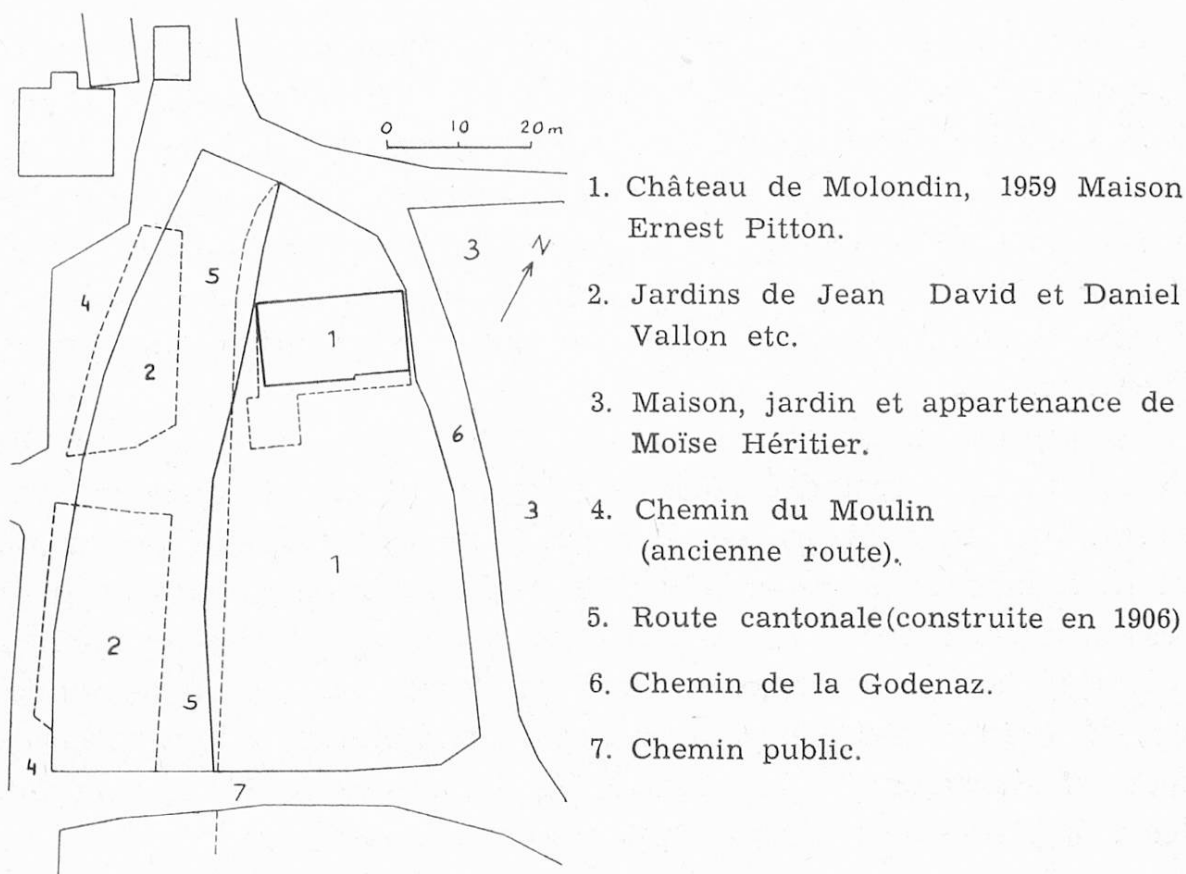 0 10 20 m
N
3
4
5
1
2
6
3
1
2
5
4
7
1. Château de Molondin, 1959 Maison
Ernest Pitton.
2. Jardins de Jean David et Daniel
Vallon etc.
3. Maison, jardin et appartenance de
Moïse Héritier.
4. Chemin du Moulin
(ancienne route).
5. Route cantonale(construite en 1906)
6. Chemin de la Godenaz.
7. Chemin public.